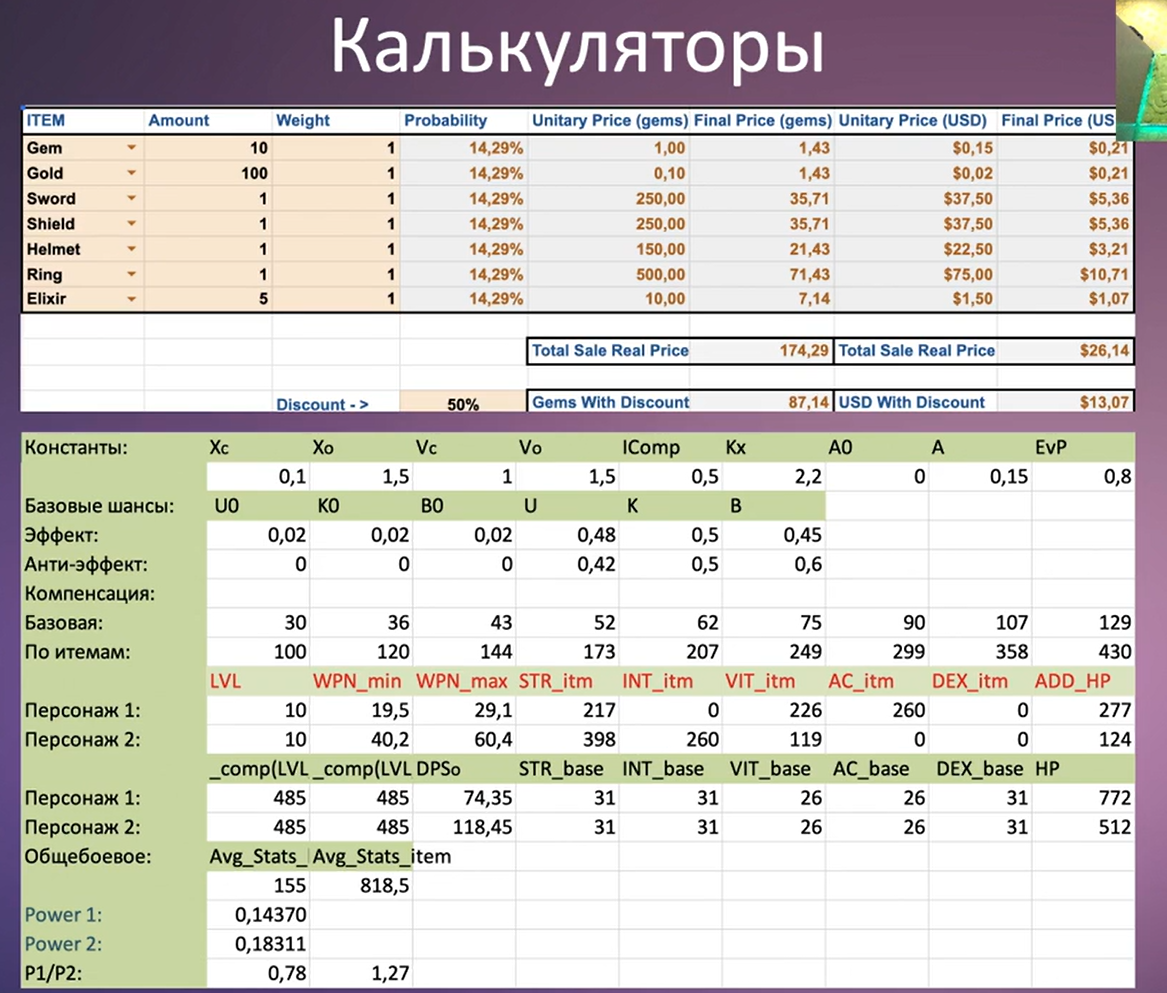 Калькуляторы
ITEM Amount Weight Probability Unitary Price (gems) Final Price (gems) Unitary Price (USD) Final Price (US
Gem 10 1 14,29% 1,00 1,43 $0,15 $0,21
Gold 100 1 14,29% 0,10 1,43 $0,02 $0,21
Sword 1 1 14,29% 250,00 35,71 $37,50 $5,36
Shield 1 1 14,29% 250,00 35,71 $37,50 $5,36
Helmet 1 1 14,29% 150,00 21,43 $22,50 $3,21
Ring 1 1 14,29% 500,00 71,43 $75,00 $10,71
Elixir 5 1 14,29% 10,00 7,14 $1,50 $1,07
Total Sale Real Price 174,29 Total Sale Real Price $26,14
Discount -> 50% Gems With Discount 87,14 USD With Discount $13,07
Константы: Xc Xo Vc Vo IComp Kx A0 A EvP
0,1 1,5 1 1,5 0,5 2,2 0 0,15 0,8
Базовые шансы: U0 K0 B0 U K B
Эффект: 0,02 0,02 0,02 0,48 0,5 0,45
Анти-эффект: 0 0 0 0,42 0,5 0,6
Компенсация:
Базовая: 30 36 43 52 62 75 90 107 129
По итемам: 100 120 144 173 207 249 299 358 430
LVL WPN_min WPN_max STR_itm INT_itm VIT_itm AC_itm DEX_itm ADD_HP
Персонаж 1: 10 19,5 29,1 217 0 226 260 0 277
Персонаж 2: 10 40,2 60,4 398 260 119 0 0 124
_comp(LVL _comp(LVL DPSo STR_base INT_base VIT_base AC_base DEX_base HP
Персонаж 1: 485 485 74,35 31 31 26 26 31 772
Персонаж 2: 485 485 118,45 31 31 26 26 31 512
Общебоевое: Avg_Stats_ Avg_Stats_item
155 818,5
Power 1: 0,14370
Power 2: 0,18311
P1/P2: 0,78 1,27